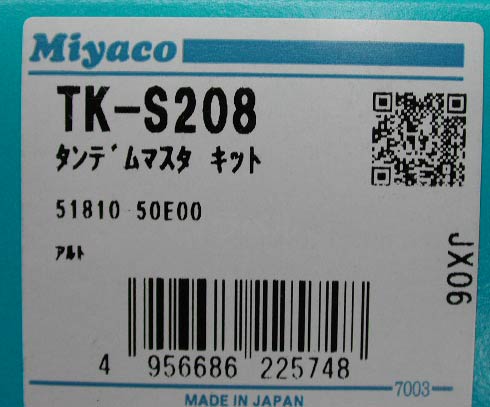 Miyaco
TK-S208
ﾀﾝﾃﾞﾑﾏｽﾀ ｷｯﾄ
51810 50E00
ｱﾙﾄ
JX06
4 956686 225748
7003
MADE IN JAPAN